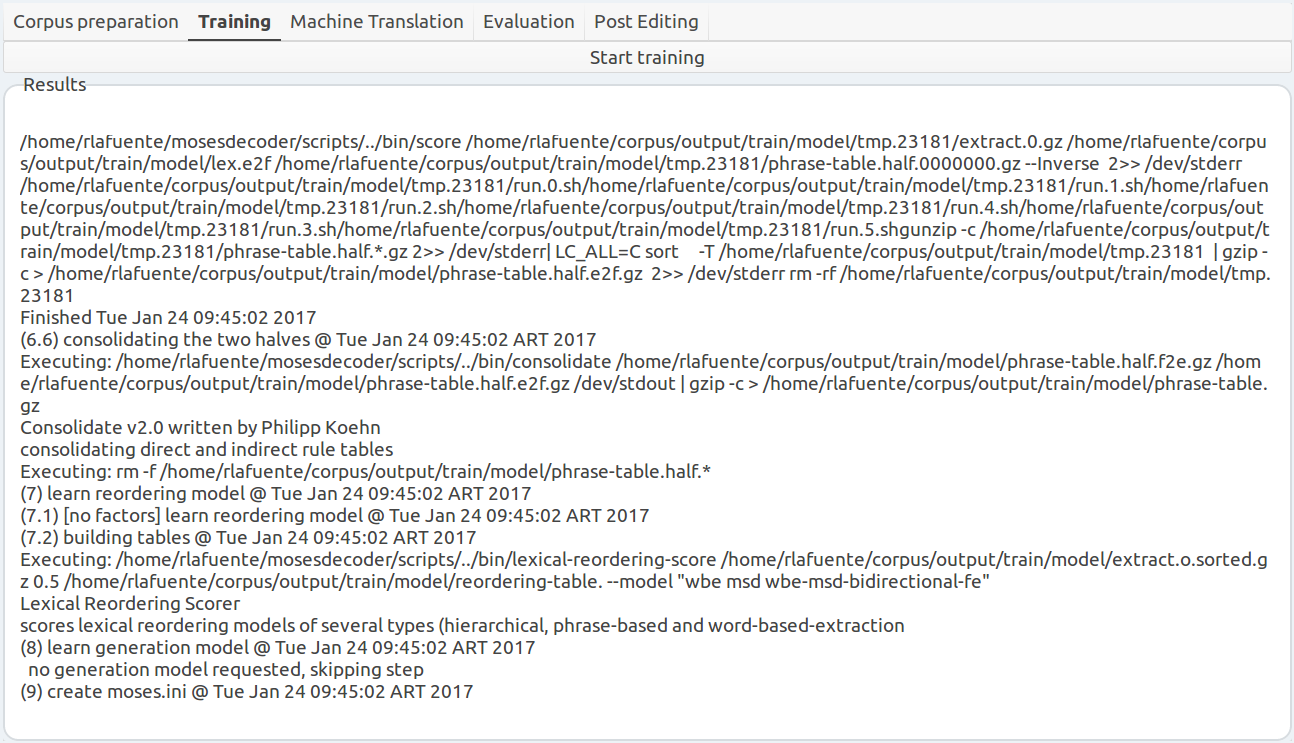 Corpus preparation Training Machine Translation Evaluation Post Editing
Start training
Results
/home/rlafuente/mosesdecoder/scripts/../bin/score /home/rlafuente/corpus/output/train/model/tmp.23181/extract.0.gz /home/rlafuente/corpu
s/output/train/model/lex.e2f /home/rlafuente/corpus/output/train/model/tmp.23181/phrase-table.half.0000000.gz --Inverse  2>> /dev/stderr
/home/rlafuente/corpus/output/train/model/tmp.23181/run.0.sh/home/rlafuente/corpus/output/train/model/tmp.23181/run.1.sh/home/rlafuen
te/corpus/output/train/model/tmp.23181/run.2.sh/home/rlafuente/corpus/output/train/model/tmp.23181/run.4.sh/home/rlafuente/corpus/out
put/train/model/tmp.23181/run.3.sh/home/rlafuente/corpus/output/train/model/tmp.23181/run.5.shgunzip -c /home/rlafuente/corpus/output/t
rain/model/tmp.23181/phrase-table.half.*.gz 2>> /dev/stderr| LC_ALL=C sort    -T /home/rlafuente/corpus/output/train/model/tmp.23181  | gzip -
c > /home/rlafuente/corpus/output/train/model/phrase-table.half.e2f.gz  2>> /dev/stderr rm -rf /home/rlafuente/corpus/output/train/model/tmp.
23181
Finished Tue Jan 24 09:45:02 2017
(6.6) consolidating the two halves @ Tue Jan 24 09:45:02 ART 2017
Executing: /home/rlafuente/mosesdecoder/scripts/../bin/consolidate /home/rlafuente/corpus/output/train/model/phrase-table.half.f2e.gz /hom
e/rlafuente/corpus/output/train/model/phrase-table.half.e2f.gz /dev/stdout | gzip -c > /home/rlafuente/corpus/output/train/model/phrase-table.
gz
Consolidate v2.0 written by Philipp Koehn
consolidating direct and indirect rule tables
Executing: rm -f /home/rlafuente/corpus/output/train/model/phrase-table.half.*
(7) learn reordering model @ Tue Jan 24 09:45:02 ART 2017
(7.1) [no factors] learn reordering model @ Tue Jan 24 09:45:02 ART 2017
(7.2) building tables @ Tue Jan 24 09:45:02 ART 2017
Executing: /home/rlafuente/mosesdecoder/scripts/../bin/lexical-reordering-score /home/rlafuente/corpus/output/train/model/extract.o.sorted.g
z 0.5 /home/rlafuente/corpus/output/train/model/reordering-table. --model "wbe msd wbe-msd-bidirectional-fe"
Lexical Reordering Scorer
scores lexical reordering models of several types (hierarchical, phrase-based and word-based-extraction
(8) learn generation model @ Tue Jan 24 09:45:02 ART 2017
  no generation model requested, skipping step
(9) create moses.ini @ Tue Jan 24 09:45:02 ART 2017